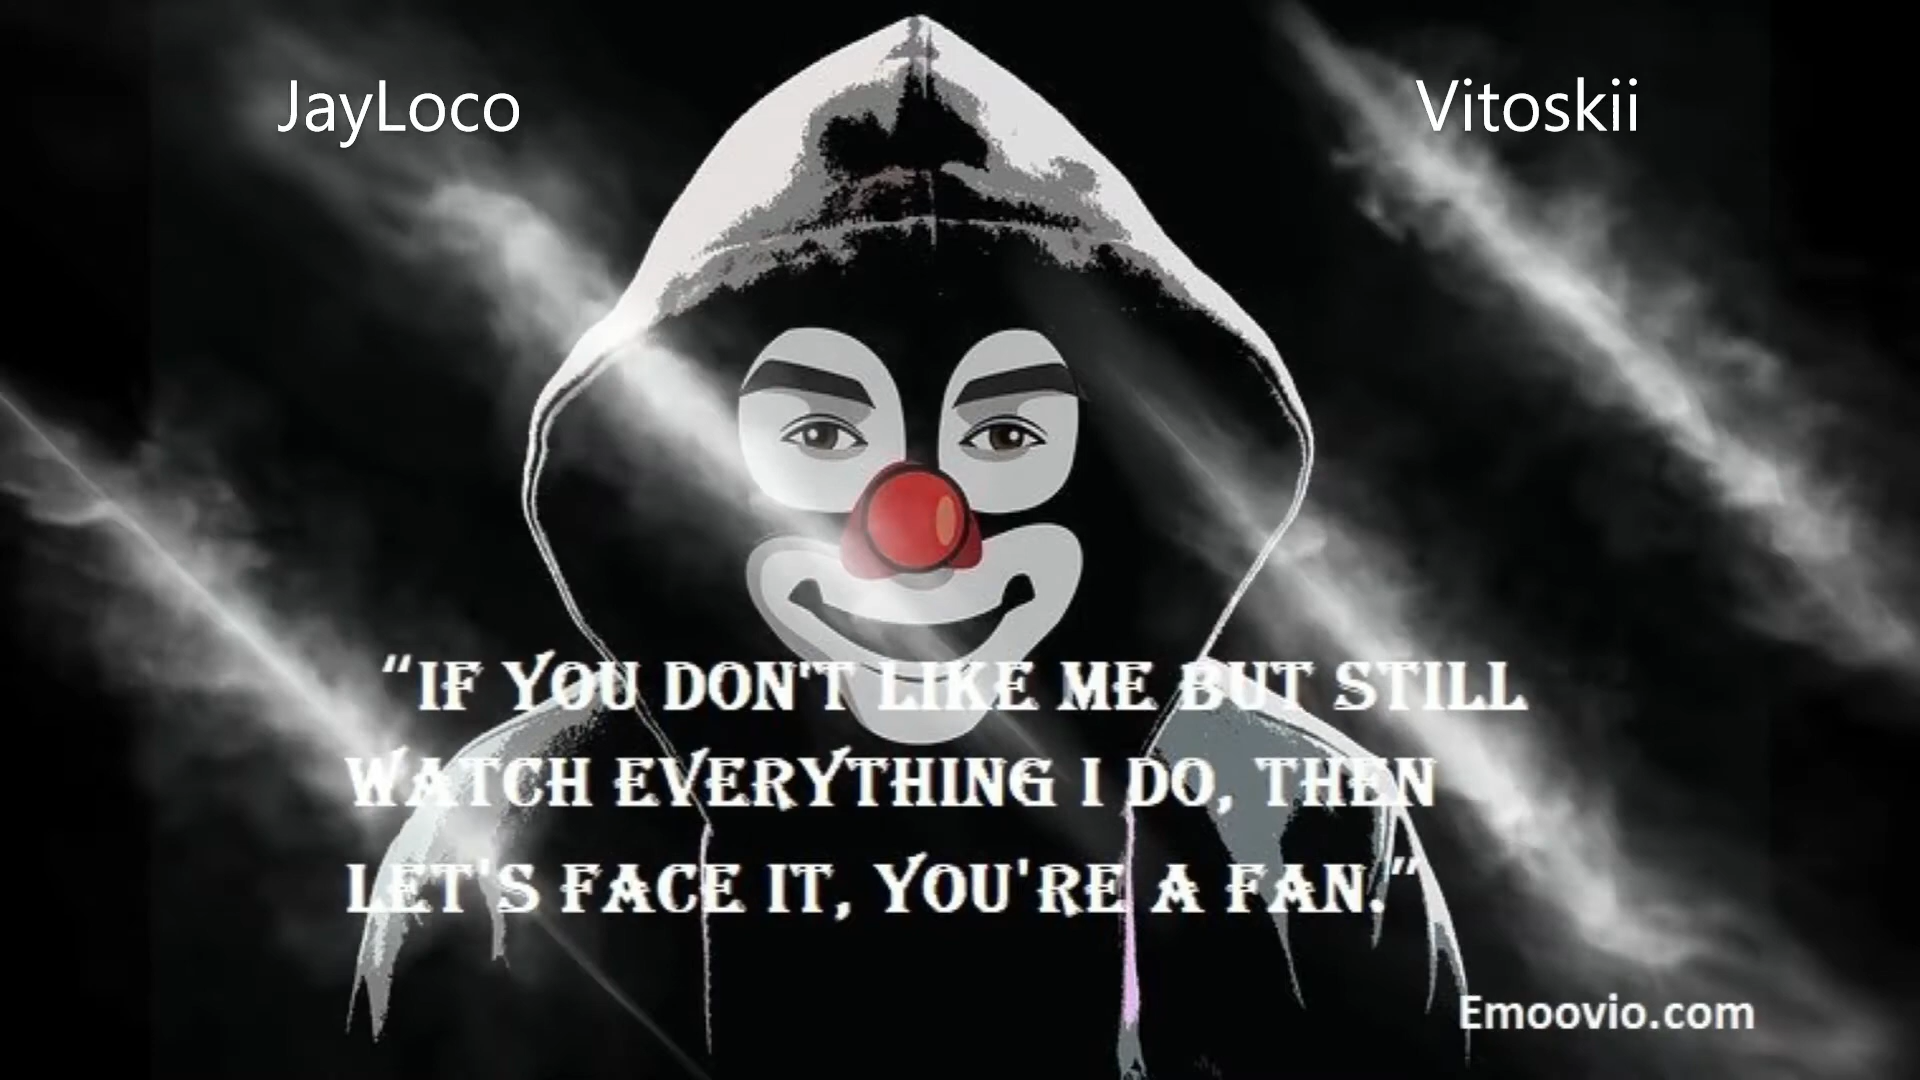 JayLoco
Vitoskii
“IF YOU DON'T LIKE ME BUT STILL
WATCH EVERYTHING I DO, THEN
LET'S FACE IT, YOU'RE A FAN.”
Emoovio.com